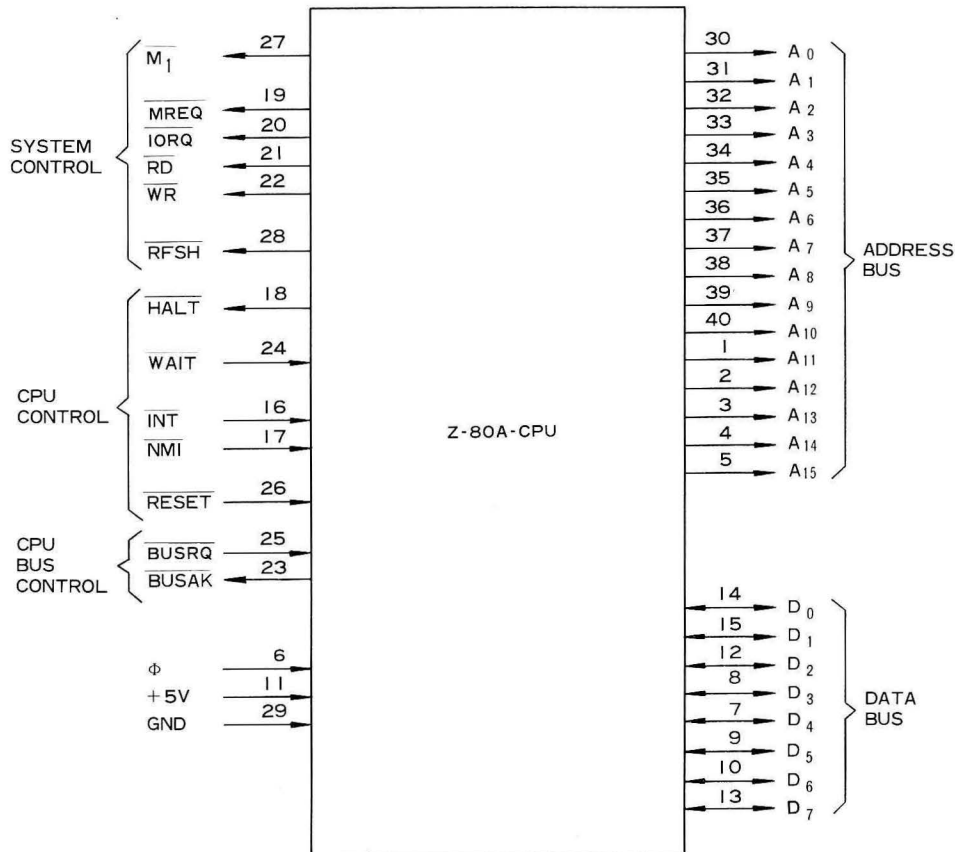 SYSTEM
CONTROL
M1 27
MREQ 19
IORQ 20
RD 21
WR 22
RFSH 28
CPU
CONTROL
HALT 18
WAIT 24
INT 16
NMI 17
RESET 26
CPU
BUS
CONTROL
BUSRQ 25
BUSAK 23
Φ 6
+5V 11
GND 29
Z-80A-CPU
30 A0
31 A1
32 A2
33 A3
34 A4
35 A5
36 A6
37 A7
38 A8
39 A9
40 A10
1 A11
2 A12
3 A13
4 A14
5 A15
ADDRESS
BUS
14 D0
15 D1
12 D2
8 D3
7 D4
9 D5
10 D6
13 D7
DATA
BUS